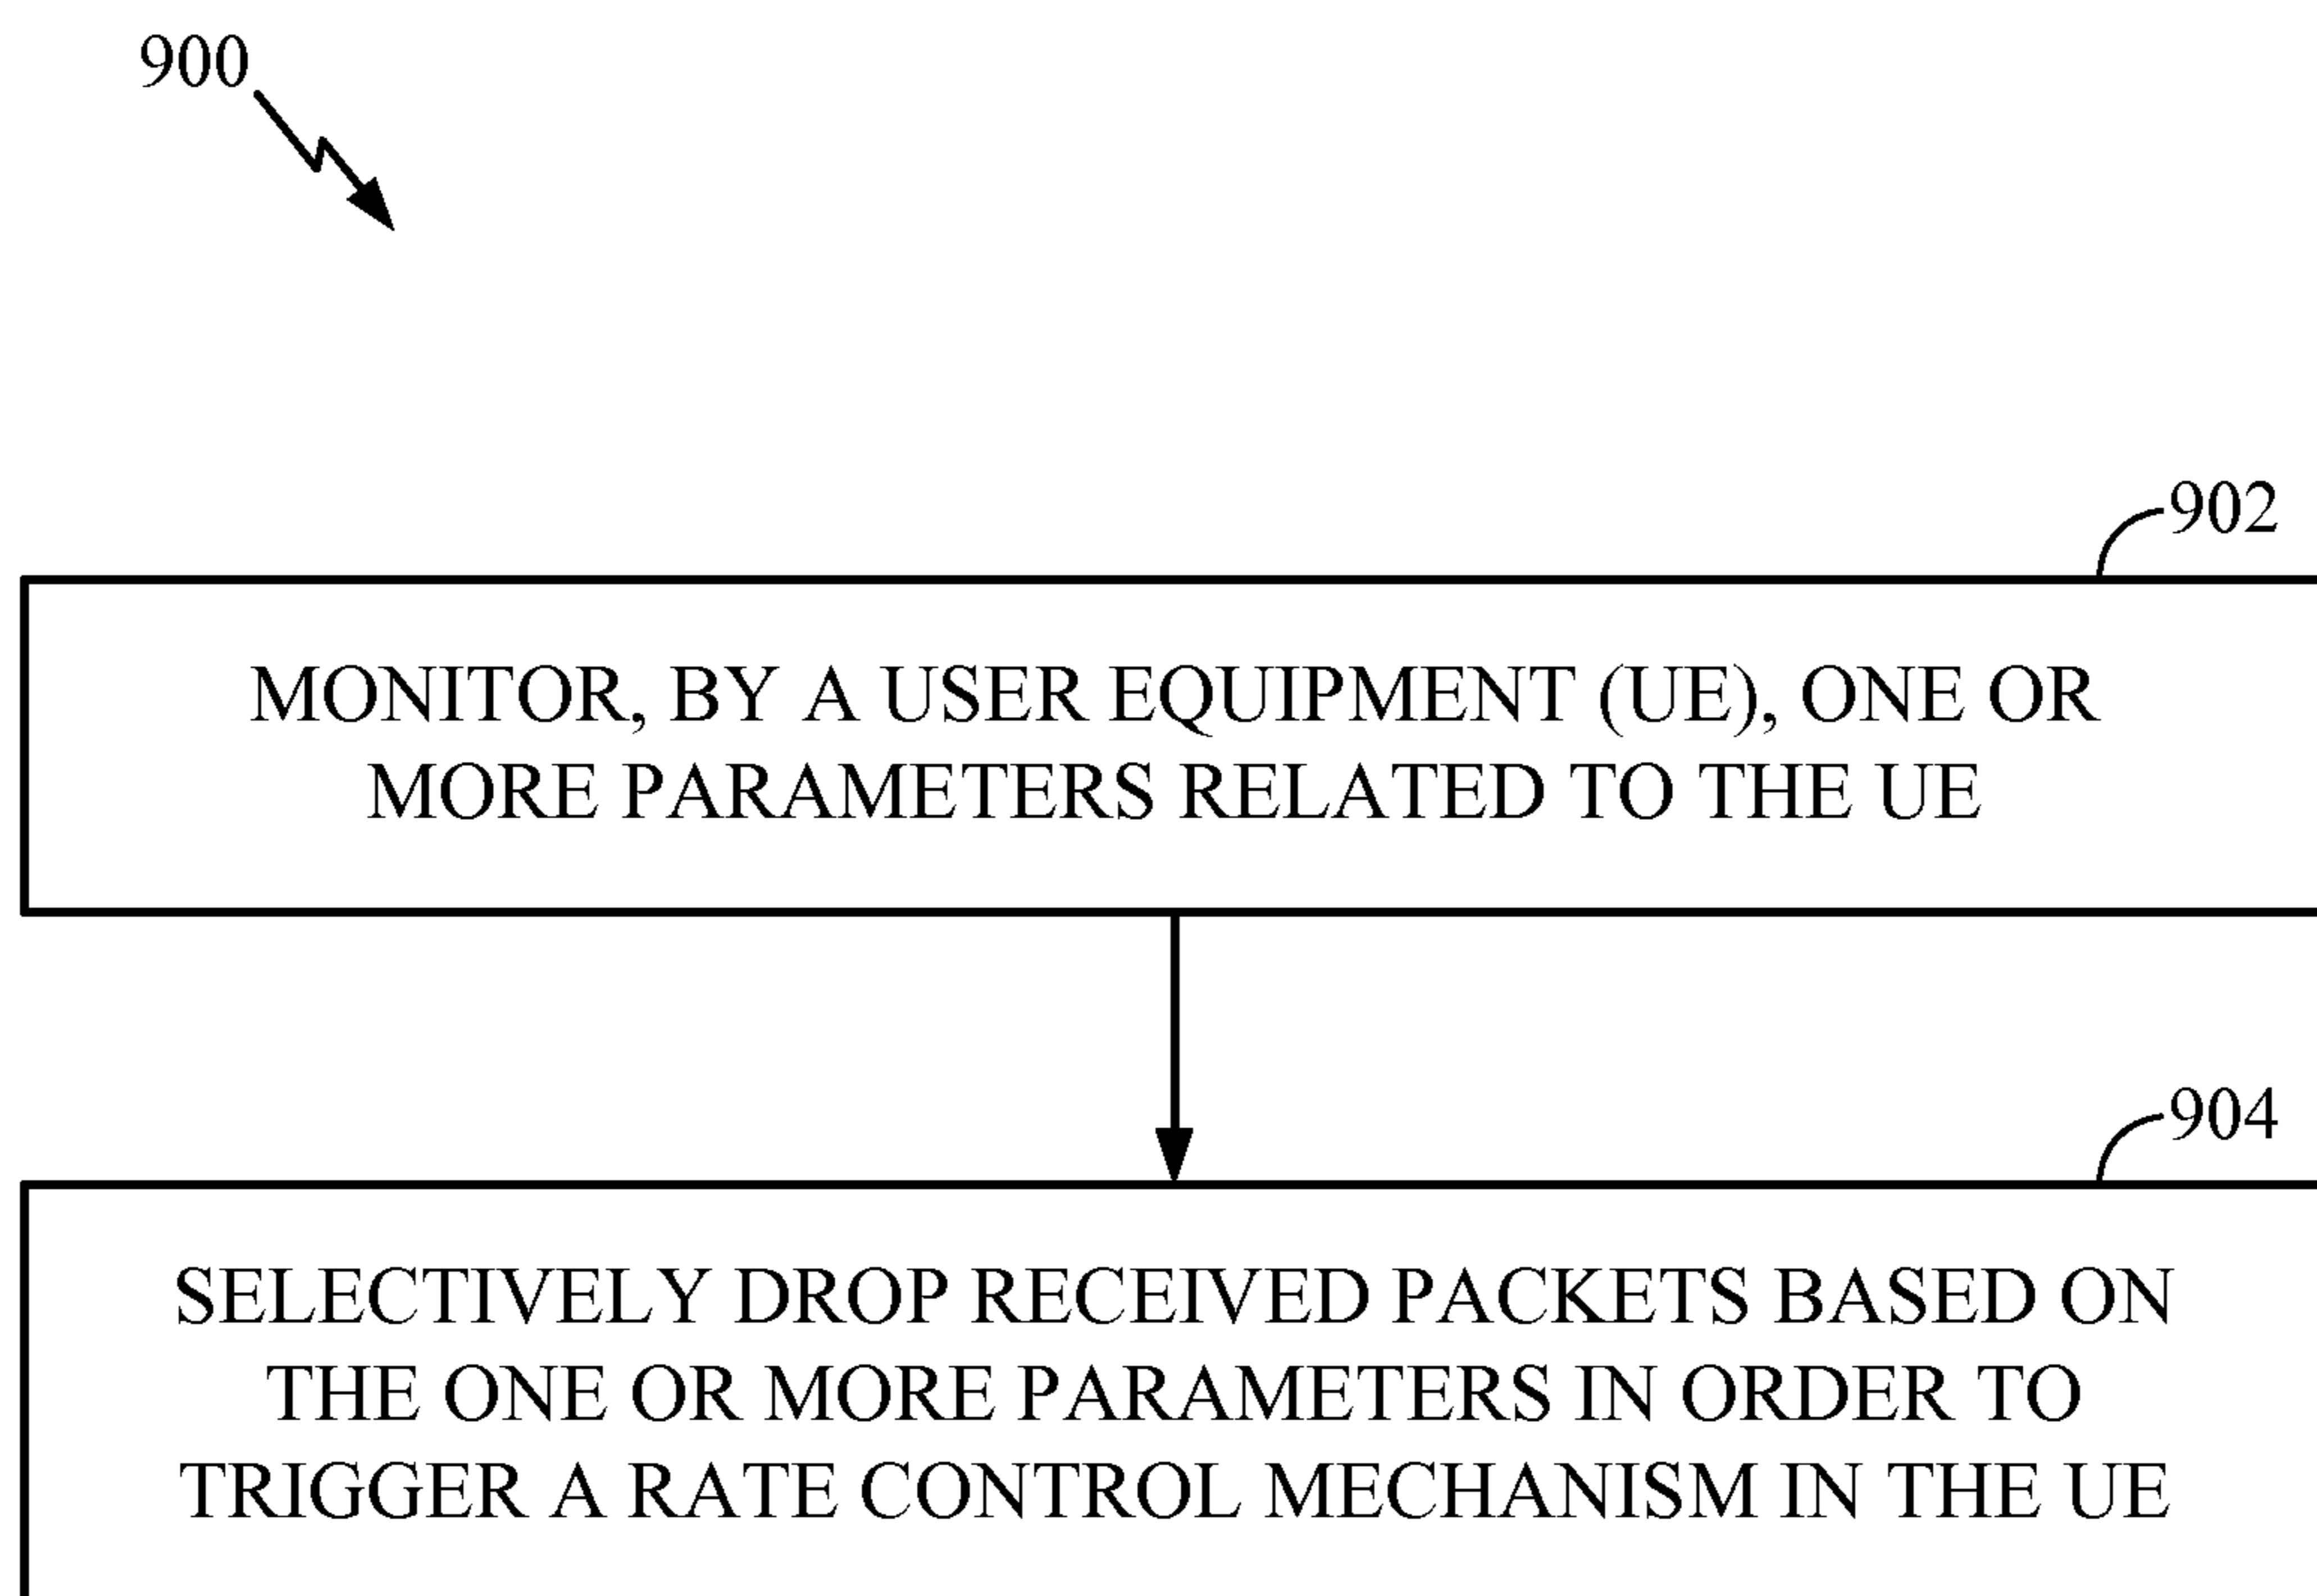 900
902
MONITOR, BY A USER EQUIPMENT (UE), ONE OR
MORE PARAMETERS RELATED TO THE UE
904
SELECTIVELY DROP RECEIVED PACKETS BASED ON
THE ONE OR MORE PARAMETERS IN ORDER TO
TRIGGER A RATE CONTROL MECHANISM IN THE UE